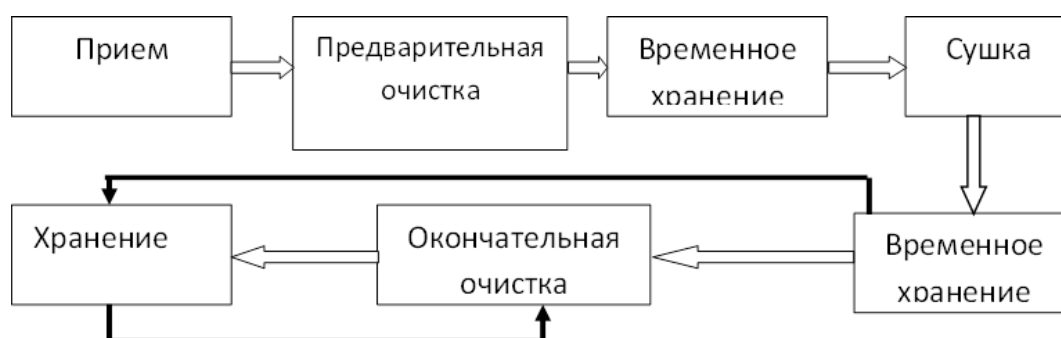 Прием
Предварительная
очистка
Временное
хранение
Сушка
Хранение
Окончательная
очистка
Временное
хранение